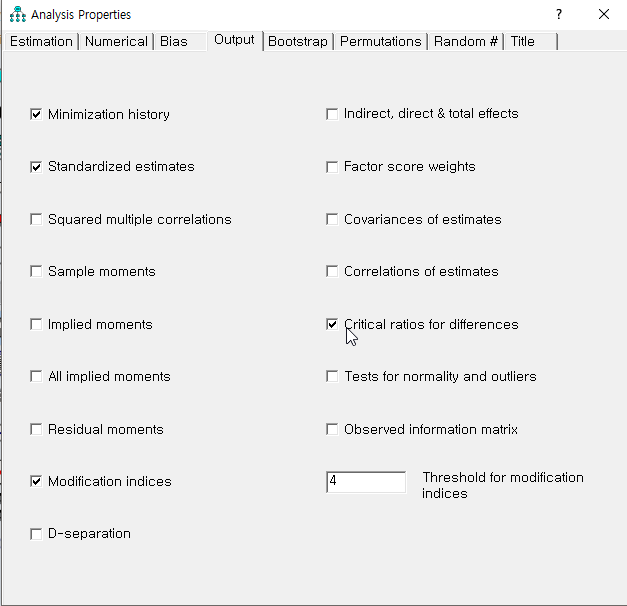 Analysis Properties
?
Estimation Numerical Bias Output Bootstrap Permutations Random # Title
Minimization history
Indirect, direct & total effects
Standardized estimates
Factor score weights
Squared multiple correlations
Covariances of estimates
Sample moments
Correlations of estimates
Implied moments
Critical ratios for differences
All implied moments
Tests for normality and outliers
Residual moments
Observed information matrix
Modification indices
4
Threshold for modification
indices
D-separation